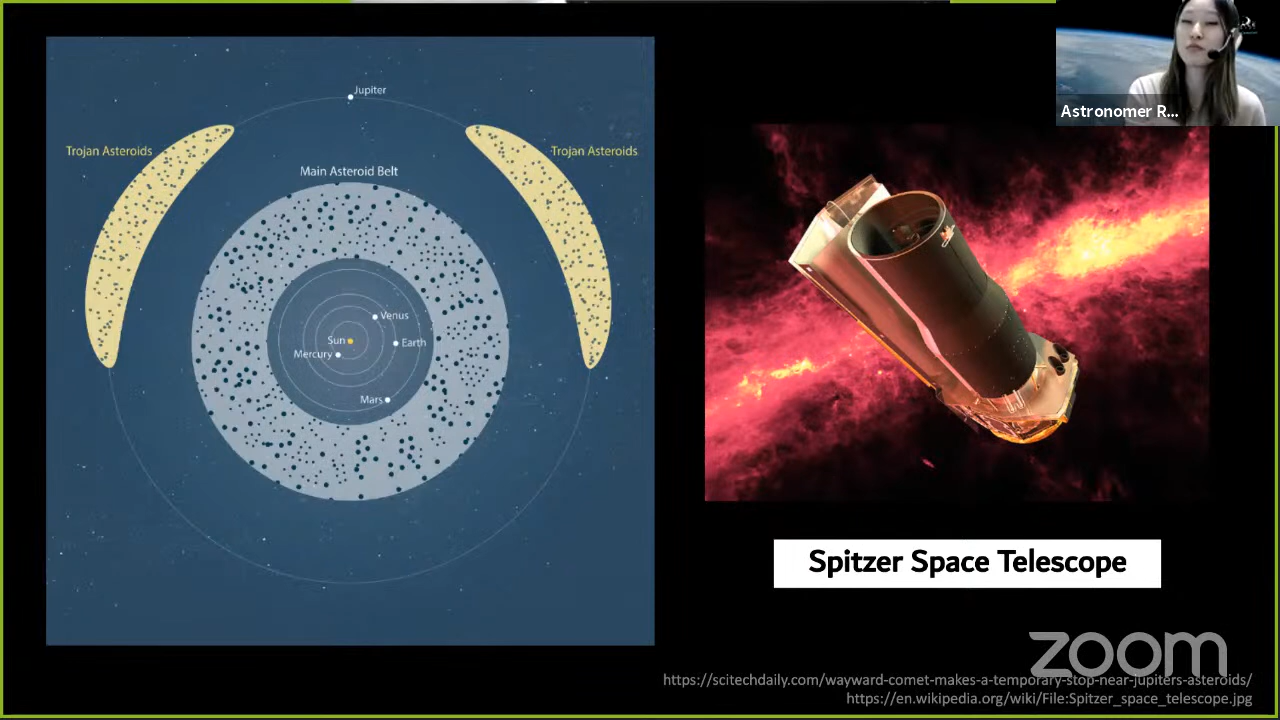 Astronomer R...
Jupiter
Trojan Asteroids
Trojan Asteroids
Main Asteroid Belt
Venus
Sun
Earth
Mercury
Mars
Spitzer Space Telescope
zoom
https://scitechdaily.com/wayward-comet-makes-a-temporary-stop-near-jupiters-asteroids/
https://en.wikipedia.org/wiki/File:Spitzer_space_telescope.jpg